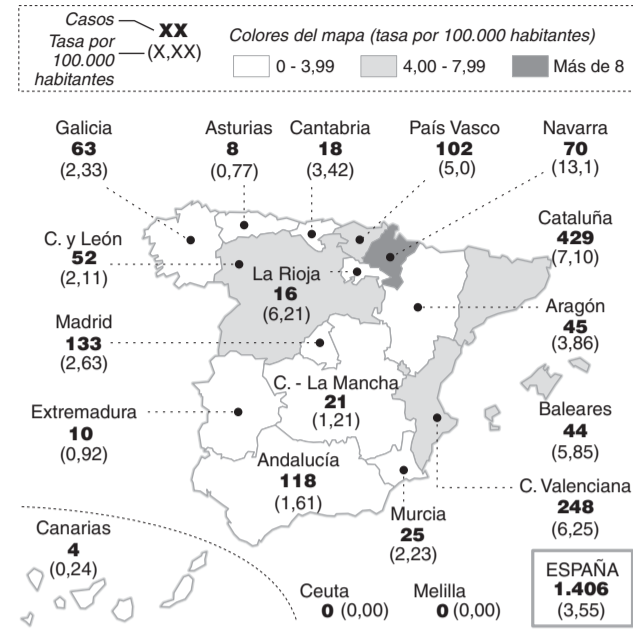 Casos
XX
Tasa por
100.000
habitantes
(X,XX)
Colores del mapa (tasa por 100.000 habitantes)
0 - 3,99
4,00 - 7,99
Más de 8
Galicia
63
(2,33)
Asturias
8
(0,77)
Cantabria
18
(3,42)
País Vasco
102
(5,0)
Navarra
70
(13,1)
C. y León
52
(2,11)
La Rioja
16
(6,21)
Cataluña
429
(7,10)
Madrid
133
(2,63)
Aragón
45
(3,86)
Extremadura
10
(0,92)
C. - La Mancha
21
(1,21)
Baleares
44
(5,85)
Andalucía
118
(1,61)
C. Valenciana
248
(6,25)
Murcia
25
(2,23)
Canarias
4
(0,24)
Ceuta
0 (0,00)
Melilla
0 (0,00)
ESPAÑA
1.406
(3,55)